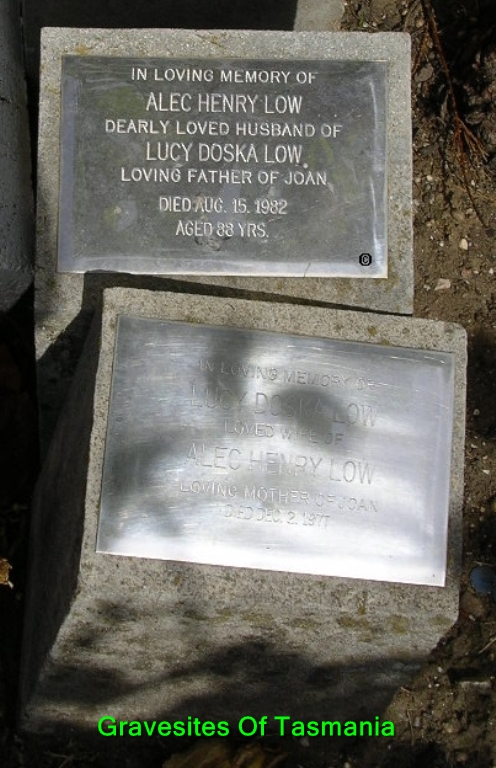 IN LOVING MEMORY OF
ALEC HENRY LOW
DEARLY LOVED HUSBAND OF
LUCY DOSKA LOW.
LOVING FATHER OF JOAN
DIED AUG. 15. 1982
AGED 88 YRS.
©
IN LOVING MEMORY OF
LUCY DOSKA LOW
LOVED WIFE OF
ALEC HENRY LOW
LOVING MOTHER OF JOAN
DIED DEC. 2. 1977
Gravesites Of Tasmania